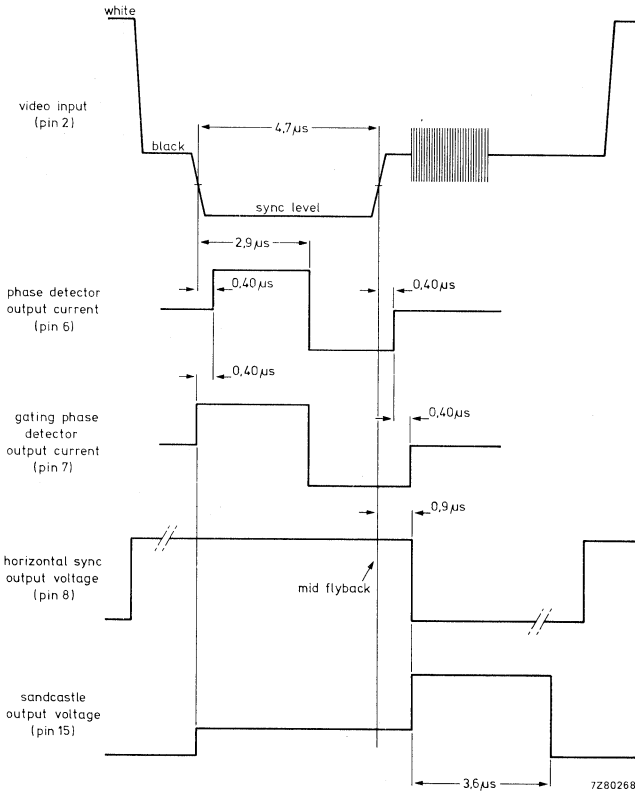 white
video input
(pin 2)
4,7 µs
black
sync level
2,9 µs
phase detector
output current
(pin 6)
0,40 µs
0,40 µs
0,40 µs
gating phase
detector
output current
(pin 7)
0,40 µs
0,9 µs
horizontal sync
output voltage
(pin 8)
mid flyback
sandcastle
output voltage
(pin 15)
3,6 µs
7Z80268